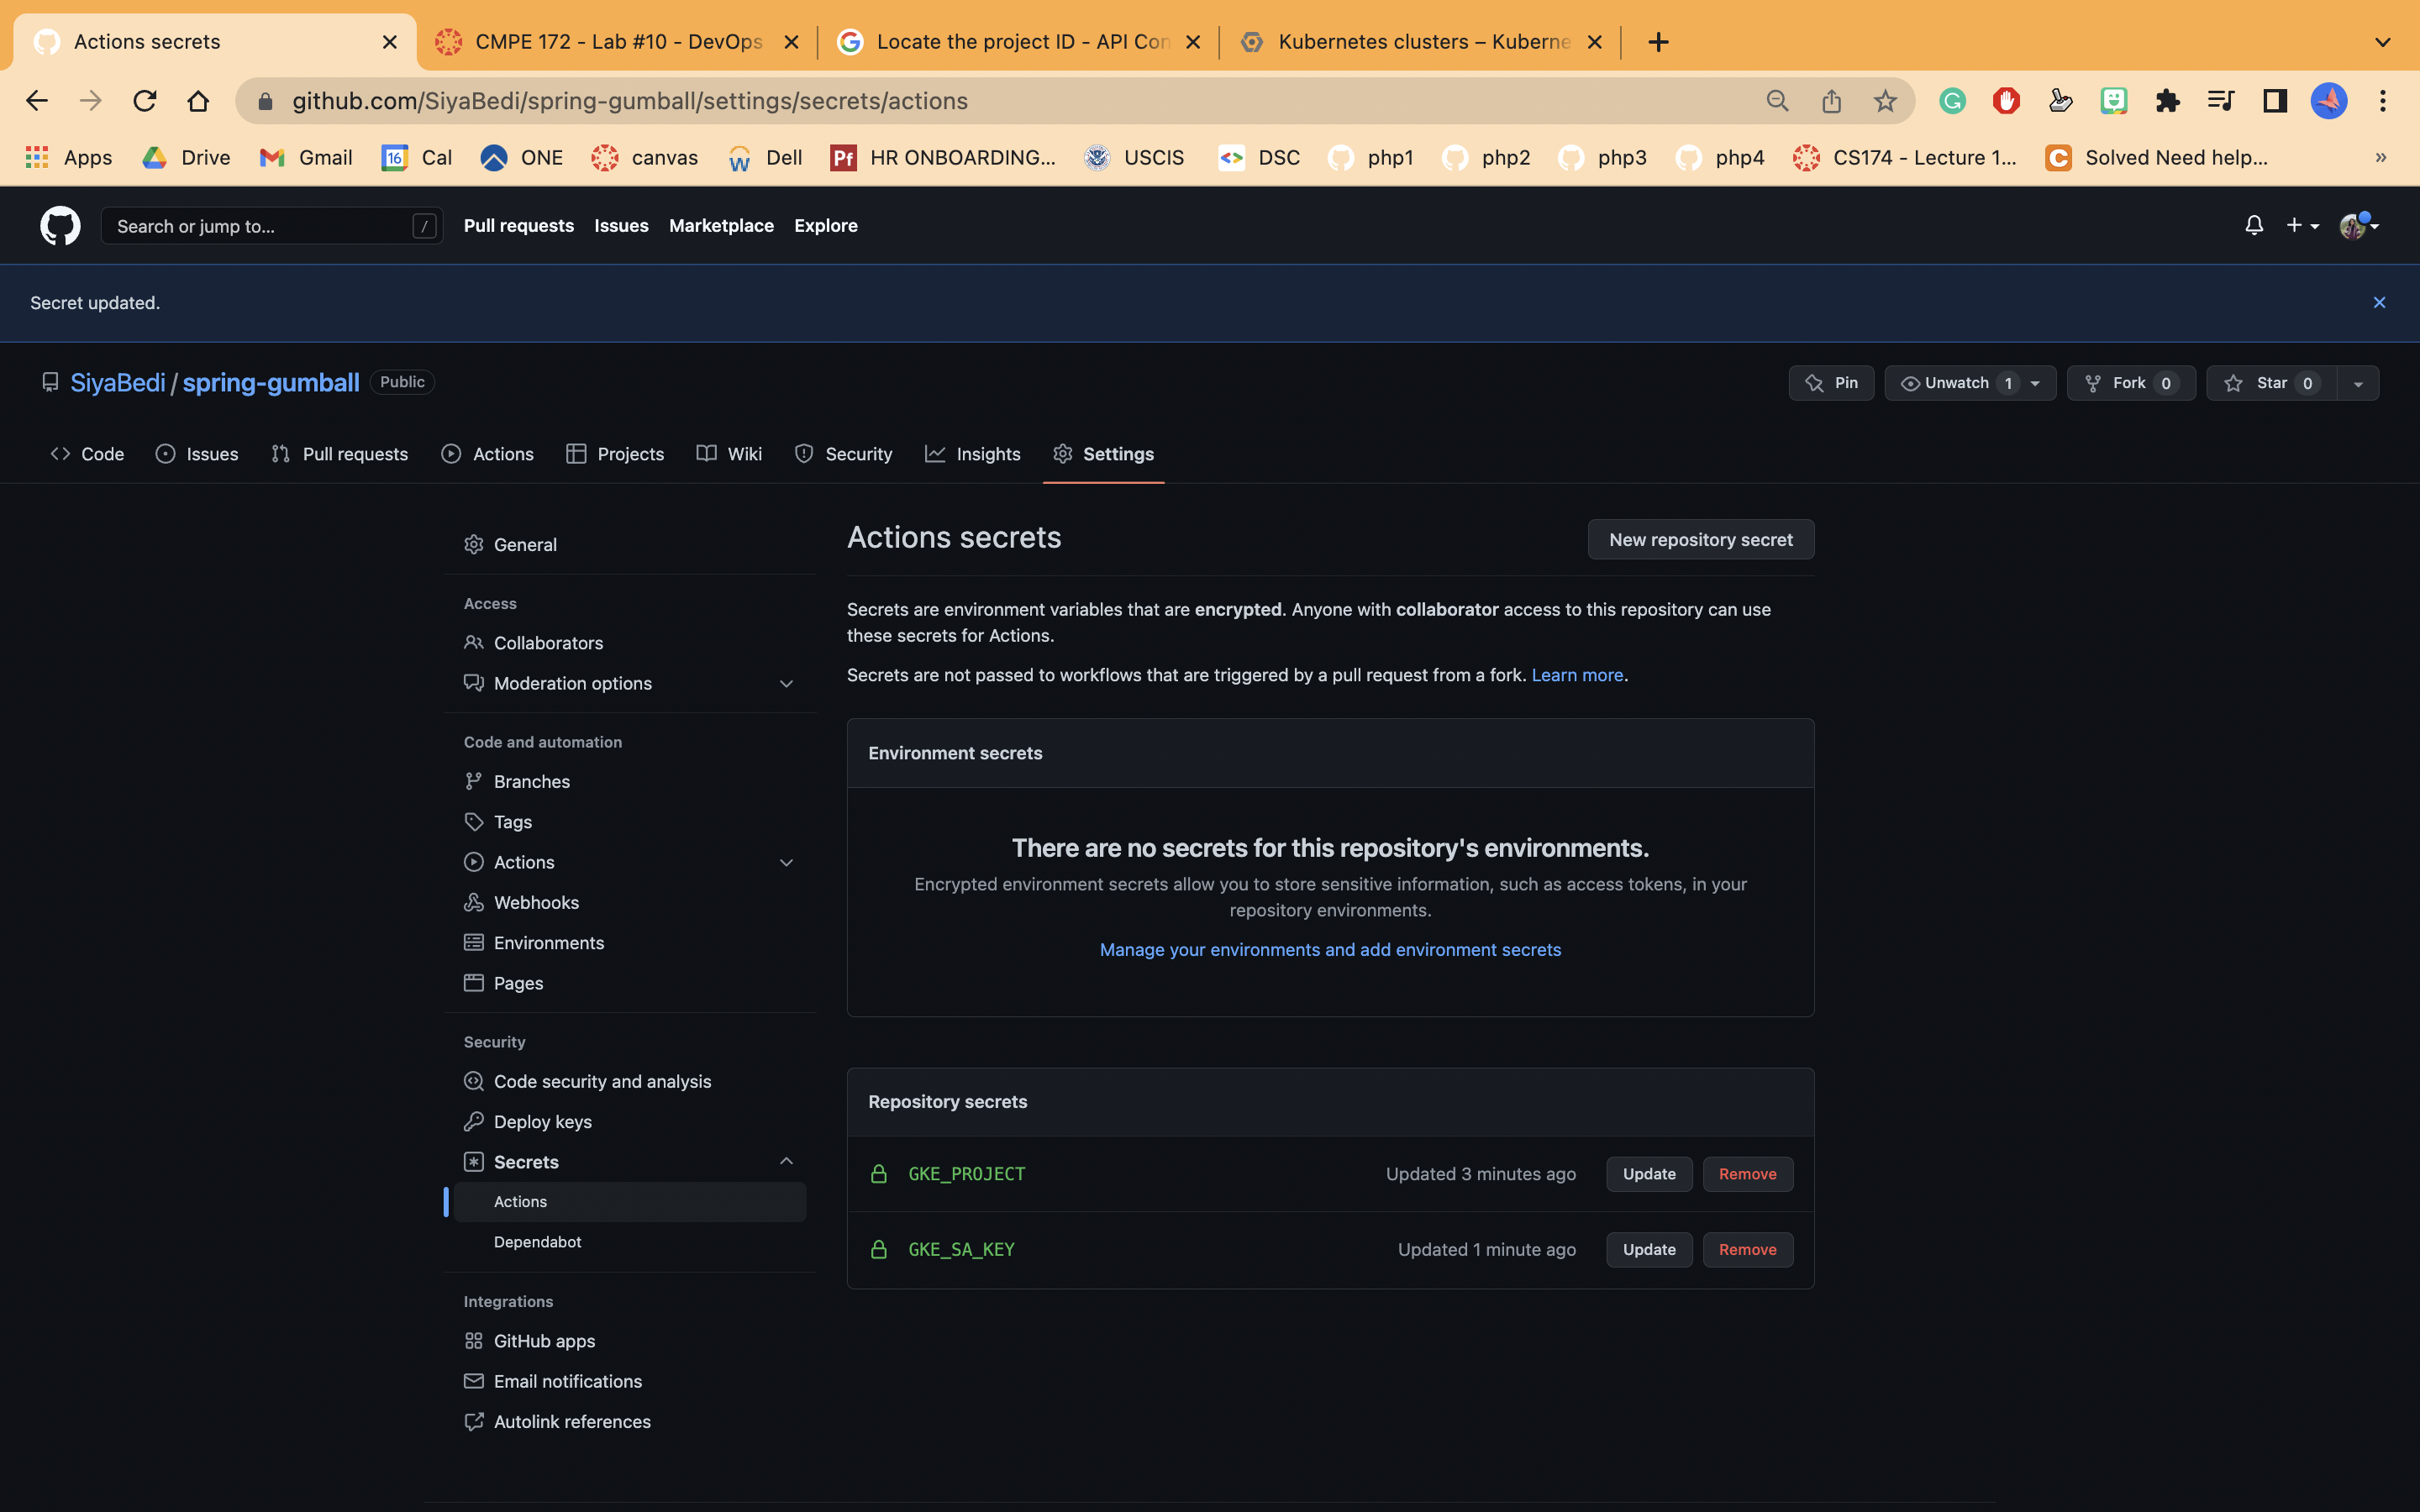 Actions secrets
CMPE 172 - Lab #10 - DevOps
Locate the project ID - API Con
Kubernetes clusters – Kuberne
github.com/SiyaBedi/spring-gumball/settings/secrets/actions
Apps
Drive
Gmail
16
Cal
ONE
canvas
Dell
Pf
HR ONBOARDING...
USCIS
DSC
php1
php2
php3
php4
CS174 - Lecture 1...
Solved Need help...
»
Search or jump to...
/
Pull requests
Issues
Marketplace
Explore
Secret updated.
SiyaBedi / spring-gumball
Public
Pin
Unwatch 1
Fork 0
Star 0
Code
Issues
Pull requests
Actions
Projects
Wiki
Security
Insights
Settings
General
Access
Collaborators
Moderation options
Code and automation
Branches
Tags
Actions
Webhooks
Environments
Pages
Security
Code security and analysis
Deploy keys
Secrets
Actions
Dependabot
Integrations
GitHub apps
Email notifications
Autolink references
Actions secrets
New repository secret
Secrets are environment variables that are encrypted. Anyone with collaborator access to this repository can use
these secrets for Actions.
Secrets are not passed to workflows that are triggered by a pull request from a fork. Learn more.
Environment secrets
There are no secrets for this repository's environments.
Encrypted environment secrets allow you to store sensitive information, such as access tokens, in your
repository environments.
Manage your environments and add environment secrets
Repository secrets
GKE_PROJECT
Updated 3 minutes ago
Update
Remove
GKE_SA_KEY
Updated 1 minute ago
Update
Remove